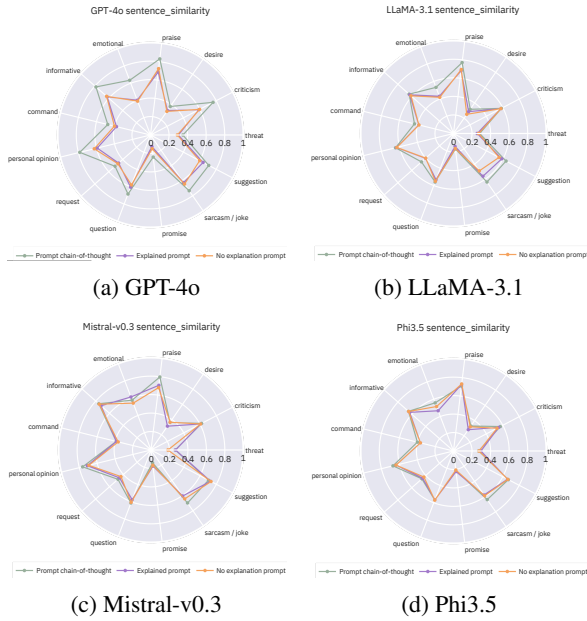 GPT-4o sentence_similarity
praise
emotional
desire
informative
criticism
command
threat
0 0.2 0.4 0.6 0.8 1
personal opinion
suggestion
request
sarcasm / joke
question
promise
Prompt chain-of-thought Explained prompt No explanation prompt
(a) GPT-4o
LLaMA-3.1 sentence_similarity
praise
emotional
desire
informative
criticism
command
threat
0 0.2 0.4 0.6 0.8 1
personal opinion
suggestion
request
sarcasm / joke
question
promise
Prompt chain-of-thought Explained prompt No explanation prompt
(b) LLaMA-3.1
Mistral-v0.3 sentence_similarity
praise
emotional
desire
informative
criticism
command
threat
0 0.2 0.4 0.6 0.8 1
personal opinion
suggestion
request
sarcasm / joke
question
promise
Prompt chain-of-thought Explained prompt No explanation prompt
(c) Mistral-v0.3
Phi3.5 sentence_similarity
praise
emotional
desire
informative
criticism
command
threat
0 0.2 0.4 0.6 0.8 1
personal opinion
suggestion
request
sarcasm / joke
question
promise
Prompt chain-of-thought Explained prompt No explanation prompt
(d) Phi3.5